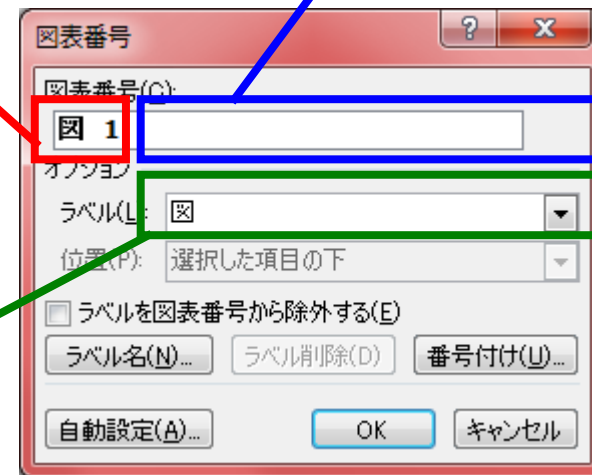 図表番号
図表番号(C):
図 1
オプション
ラベル(L): 図
位置(P): 選択した項目の下
ラベルを図表番号から除外する(E)
ラベル名(N)... ラベル削除(D) 番号付け(U)...
自動設定(A)... OK キャンセル